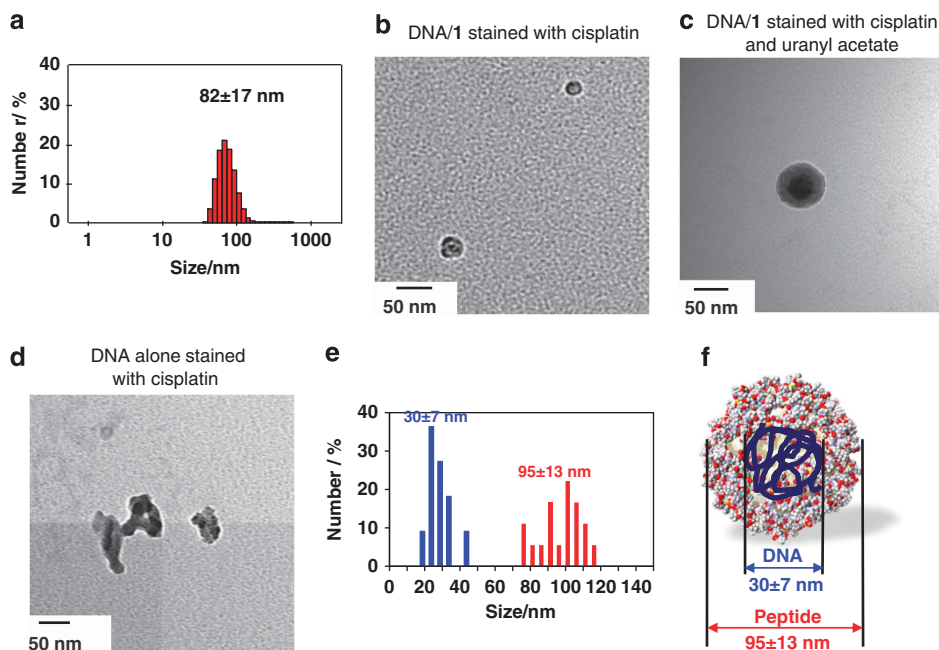 a
40
30
20
10
0
Numbe r/ %
82±17 nm
1 10 100 1000
Size/nm
b
DNA/1 stained with cisplatin
50 nm
c
DNA/1 stained with cisplatin
and uranyl acetate
50 nm
d
DNA alone stained
with cisplatin
50 nm
e
40
30
20
10
0
Number / %
30±7 nm
95±13 nm
0 20 40 60 80 100 120 140
Size/nm
f
DNA
30±7 nm
Peptide
95±13 nm